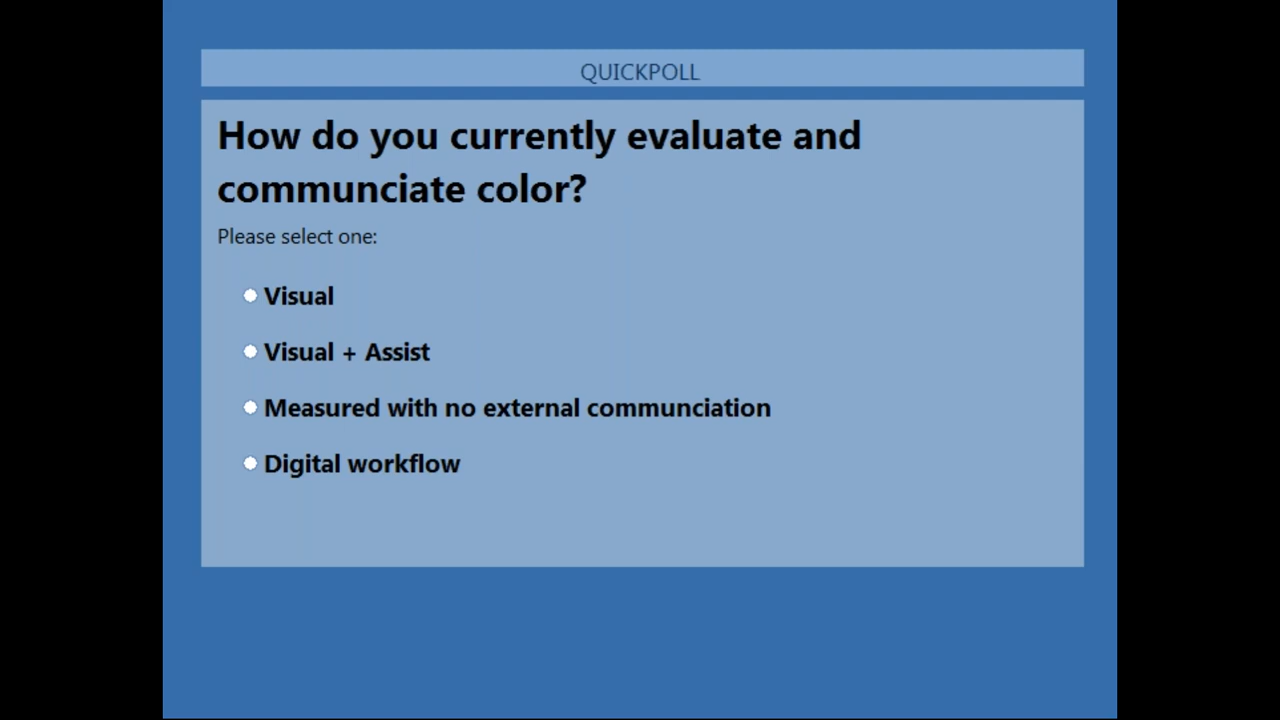 QUICKPOLL
How do you currently evaluate and
communciate color?
Please select one:
Visual
Visual + Assist
Measured with no external communciation
Digital workflow